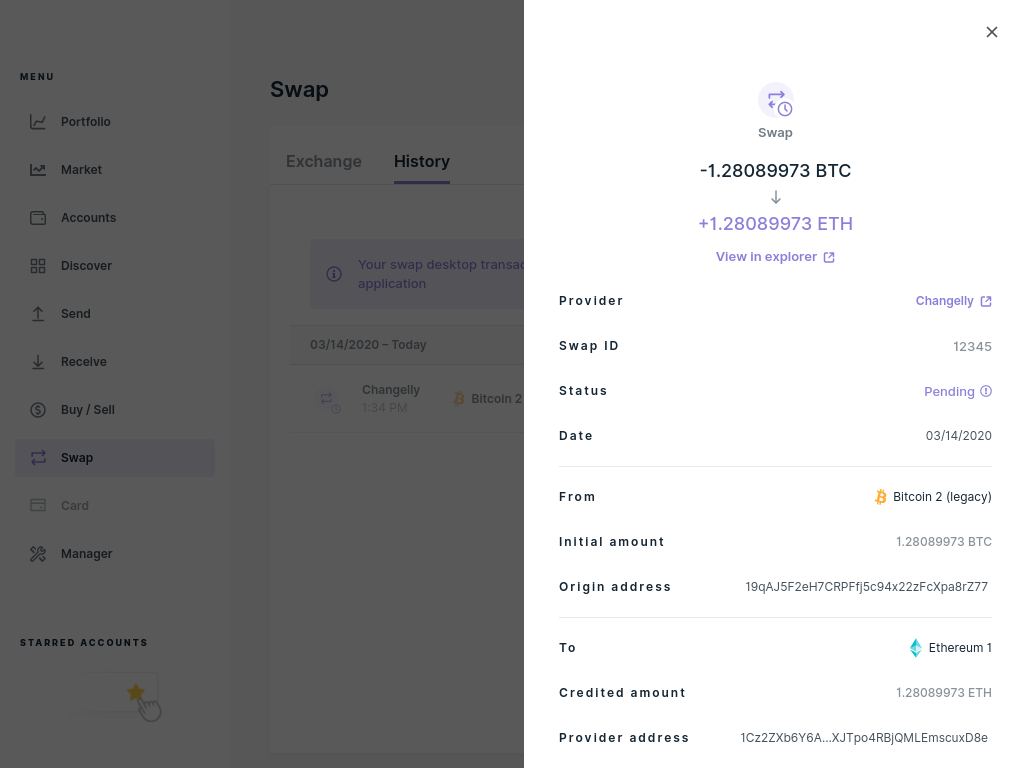 MENU
Portfolio
Market
Accounts
Discover
Send
Receive
Buy / Sell
Swap
Card
Manager
STARRED ACCOUNTS
Swap
Exchange
History
Your swap desktop transac
application
03/14/2020 – Today
Changelly
1:34 PM
Bitcoin 2
Swap
-1.28089973 BTC
+1.28089973 ETH
View in explorer
Provider
Changelly
Swap ID
12345
Status
Pending
Date
03/14/2020
From
Bitcoin 2 (legacy)
Initial amount
1.28089973 BTC
Origin address
19qAJ5F2eH7CRPFfj5c94x22zFcXpa8rZ77
To
Ethereum 1
Credited amount
1.28089973 ETH
Provider address
1Cz2ZXb6Y6A...XJTpo4RBjQMLEmscuxD8e